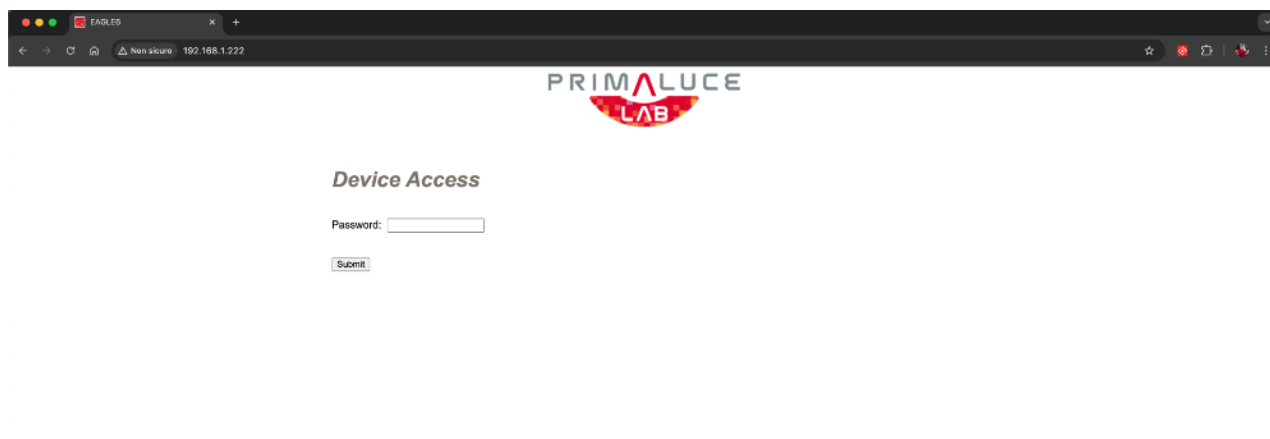 EAGLE6
Non sicuro 192.168.1.222
PRIMALUCE
LAB
Device Access
Password:
Submit